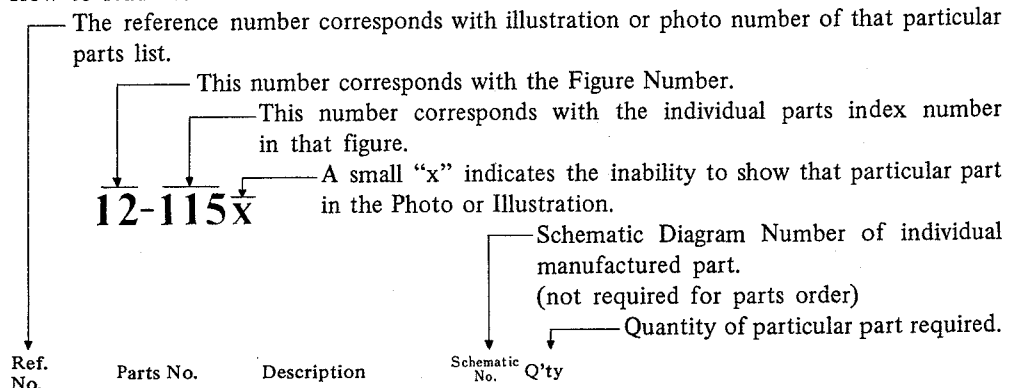 The reference number corresponds with illustration or photo number of that particular
parts list.
This number corresponds with the Figure Number.
This number corresponds with the individual parts index number
in that figure.
A small “x” indicates the inability to show that particular part
in the Photo or Illustration.
12-115x
Schematic Diagram Number of individual
manufactured part.
(not required for parts order)
Quantity of particular part required.
Ref.
No.
Parts No.
Description
Schematic
No.
Q'ty